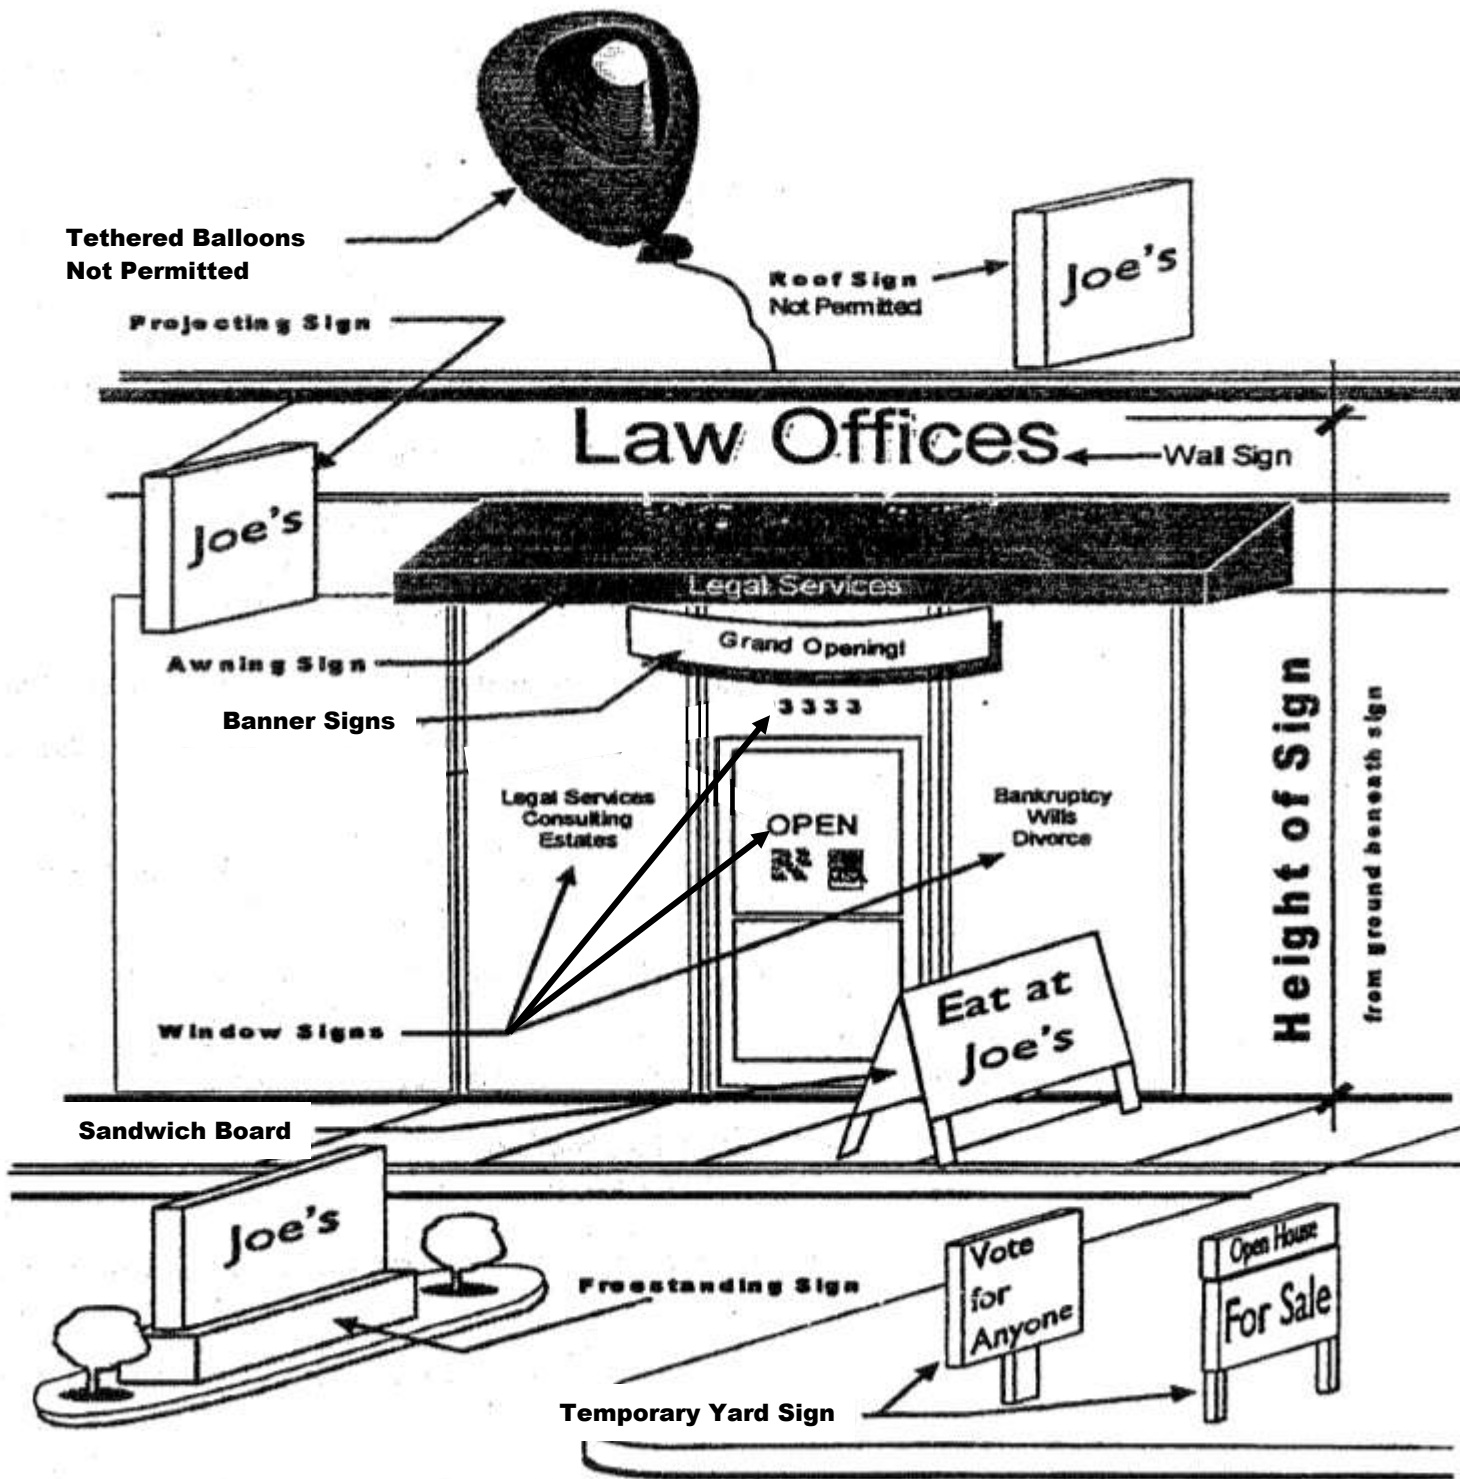 Tethered Balloons
Not Permitted
Roof Sign
Not Permitted
Joe's
Projecting Sign
Law Offices
Wall Sign
Joe's
Legal Services
Grand Opening!
Awning Sign
Banner Signs
3333
Legal Services
Consulting
Estates
OPEN
Bankruptcy
Wills
Divorce
Height of Sign
from ground beneath sign
Window Signs
Eat at
Joe's
Sandwich Board
Joe's
Freestanding Sign
Vote
for
Anyone
Open House
For Sale
Temporary Yard Sign